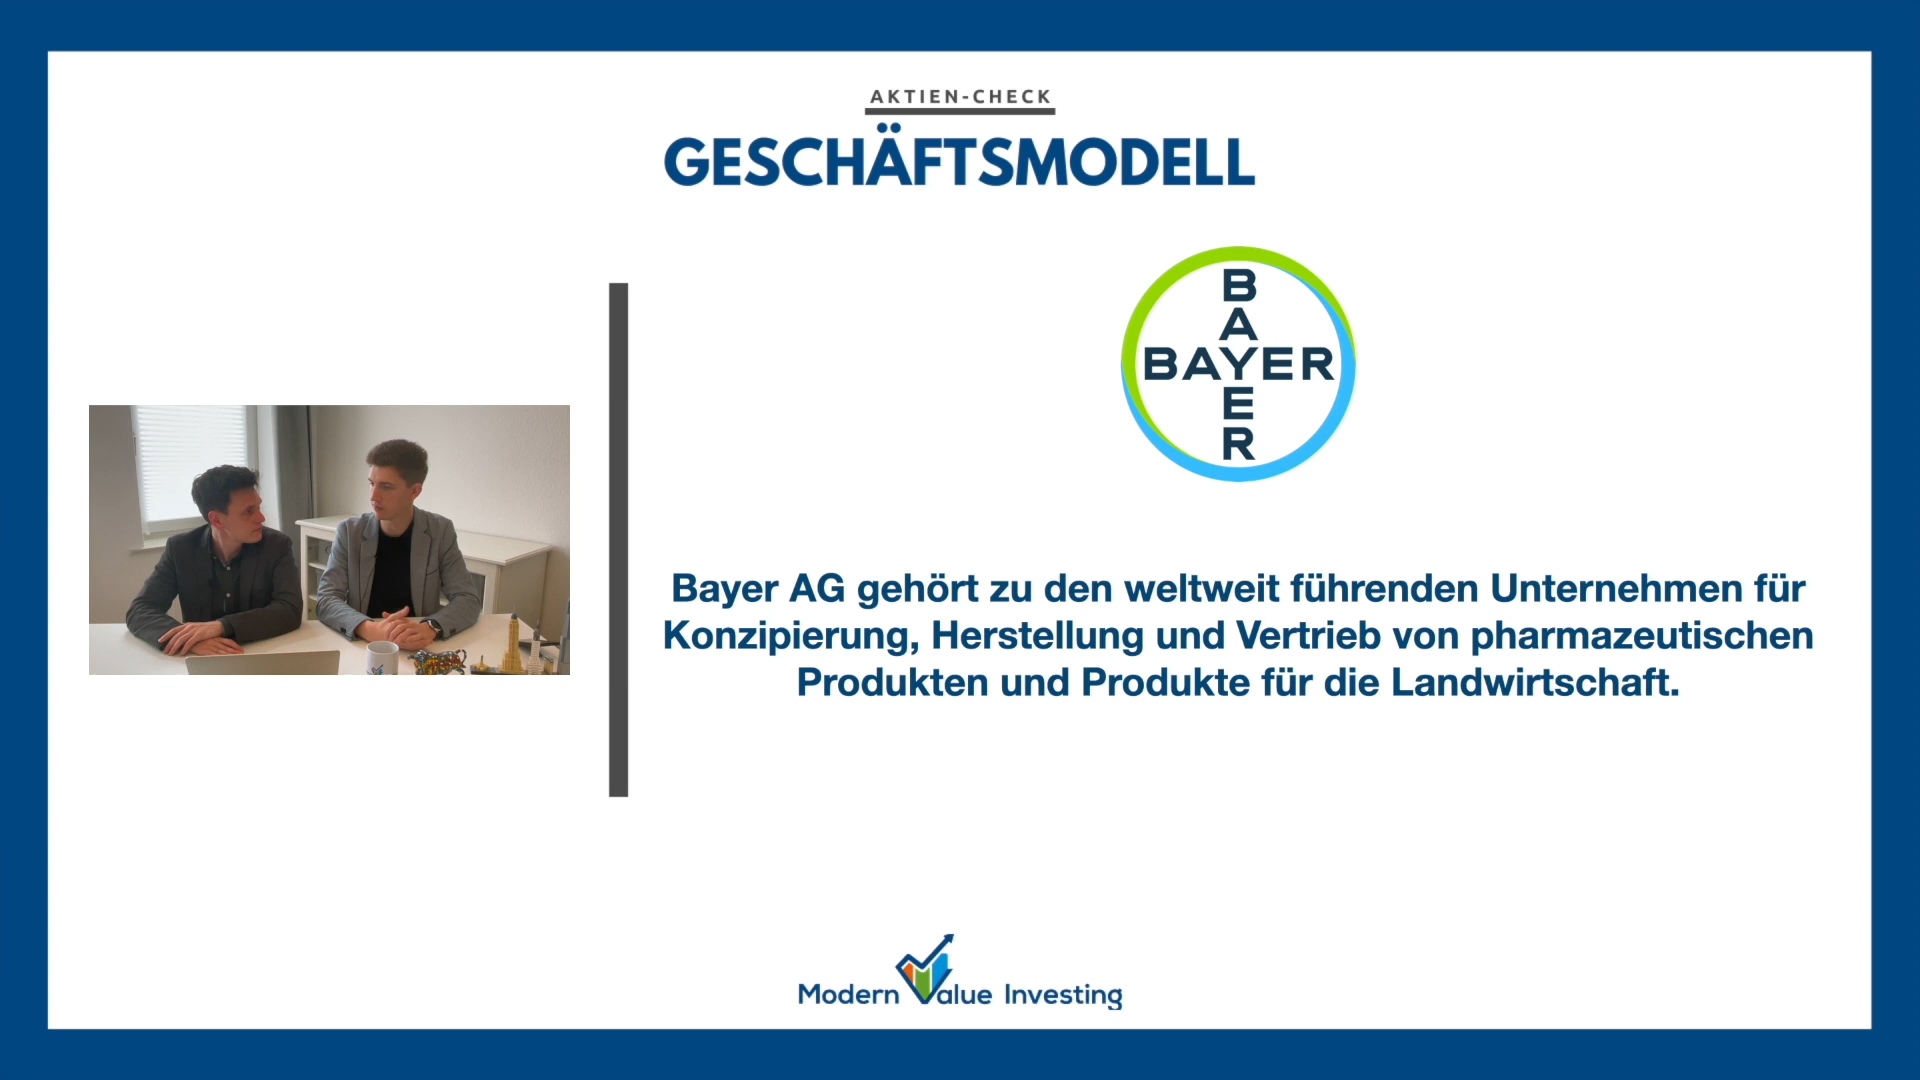 AKTIEN-CHECK
GESCHÄFTSMODELL
BAYER
BAYER
Bayer AG gehört zu den weltweit führenden Unternehmen für
Konzipierung, Herstellung und Vertrieb von pharmazeutischen
Produkten und Produkte für die Landwirtschaft.
Modern Value Investing